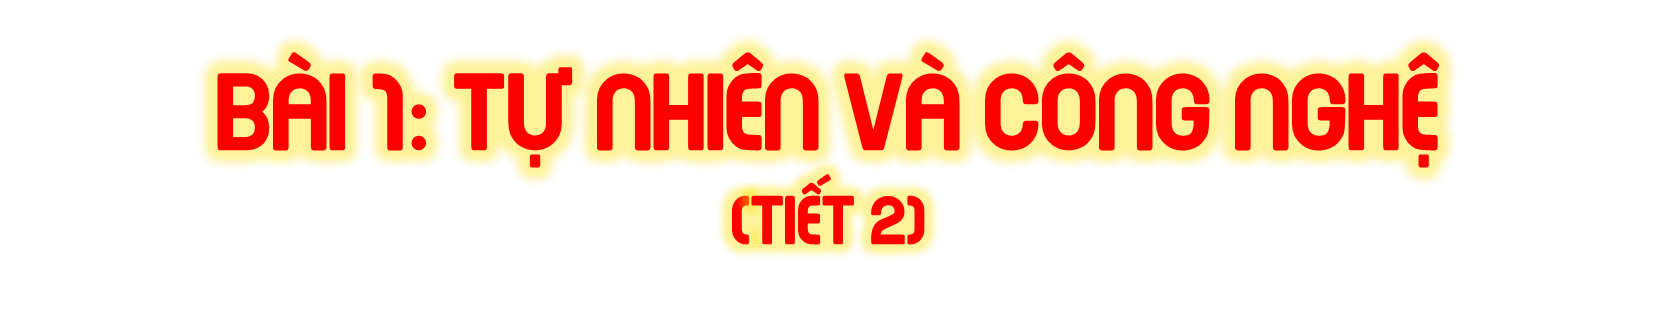 BÀI 1: TỰ NHIÊN VÀ CÔNG NGHỆ
(TIẾT 2)